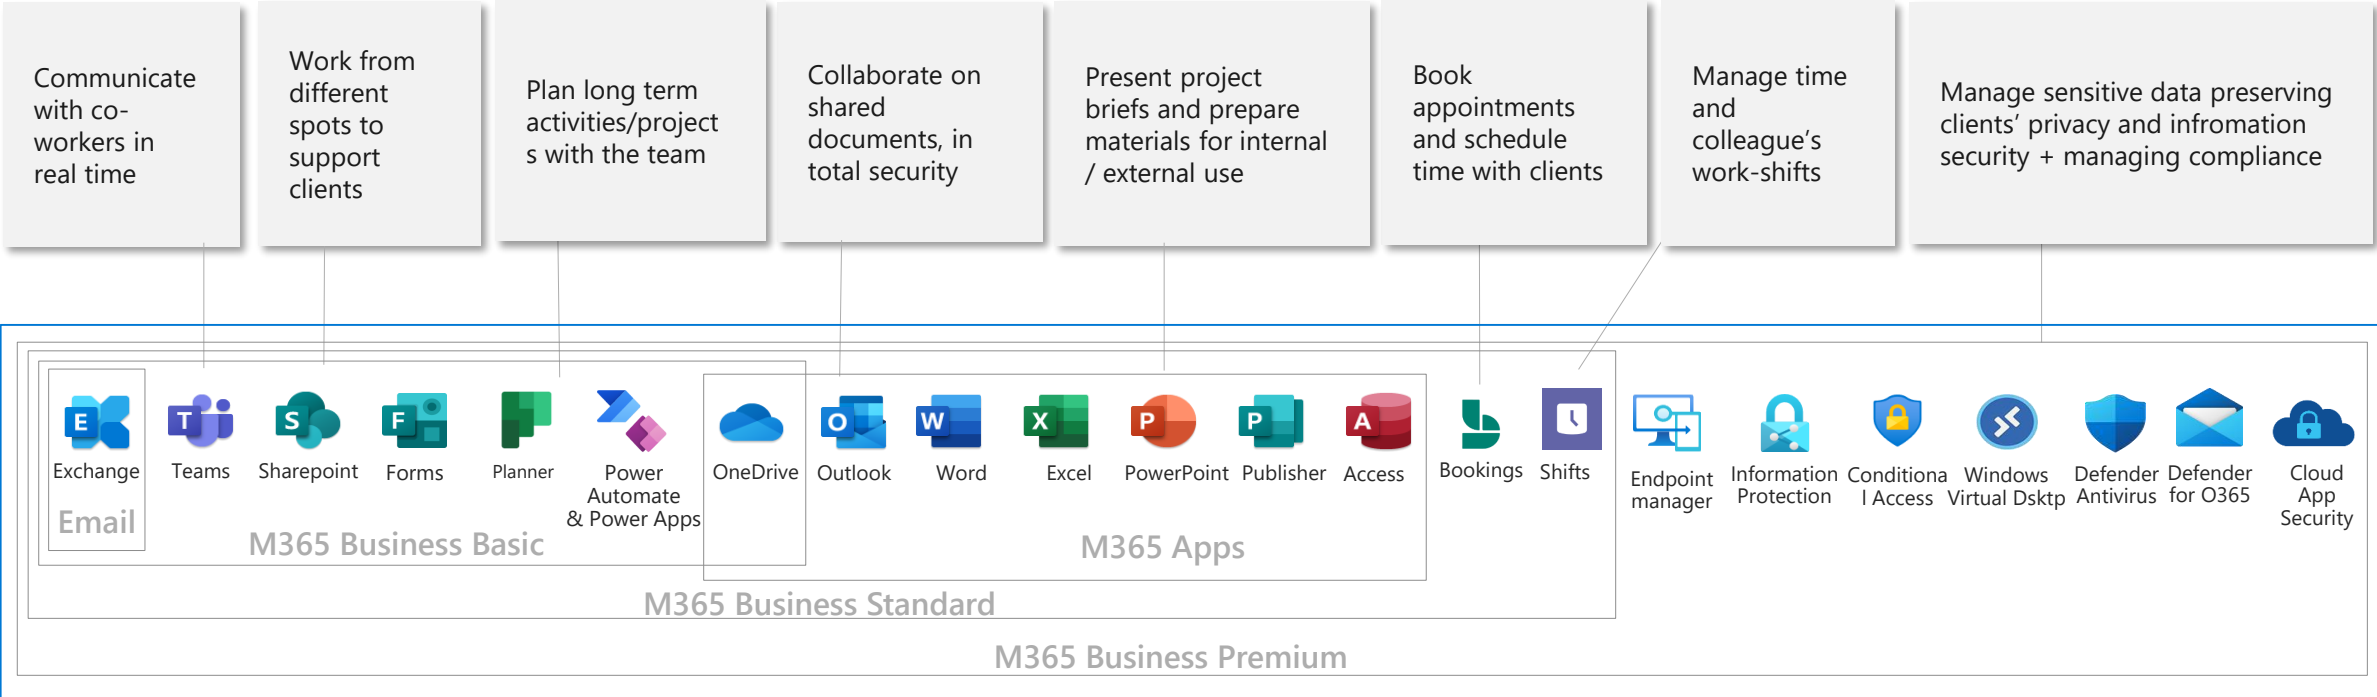 Communicate
with co-
workers in
real time
Work from
different
spots to
support
clients
Plan long term
activities/project
s with the team
Collaborate on
shared
documents, in
total security
Present project
briefs and prepare
materials for internal
/ external use
Book
appointments
and schedule
time with clients
Manage time
and
colleague’s
work-shifts
Manage sensitive data preserving
clients’ privacy and infromation
security + managing compliance
E
T
S
F
O
W
X
P
P
A
Exchange
Teams
Sharepoint
Forms
Planner
Power
Automate
& Power Apps
OneDrive
Outlook
Word
Excel
PowerPoint
Publisher
Access
Bookings
Shifts
Endpoint
manager
Information
Protection
Conditiona
l Access
Windows
Virtual Dsktp
Defender
Antivirus
Defender
for O365
Cloud
App
Security
Email
M365 Business Basic
M365 Apps
M365 Business Standard
M365 Business Premium